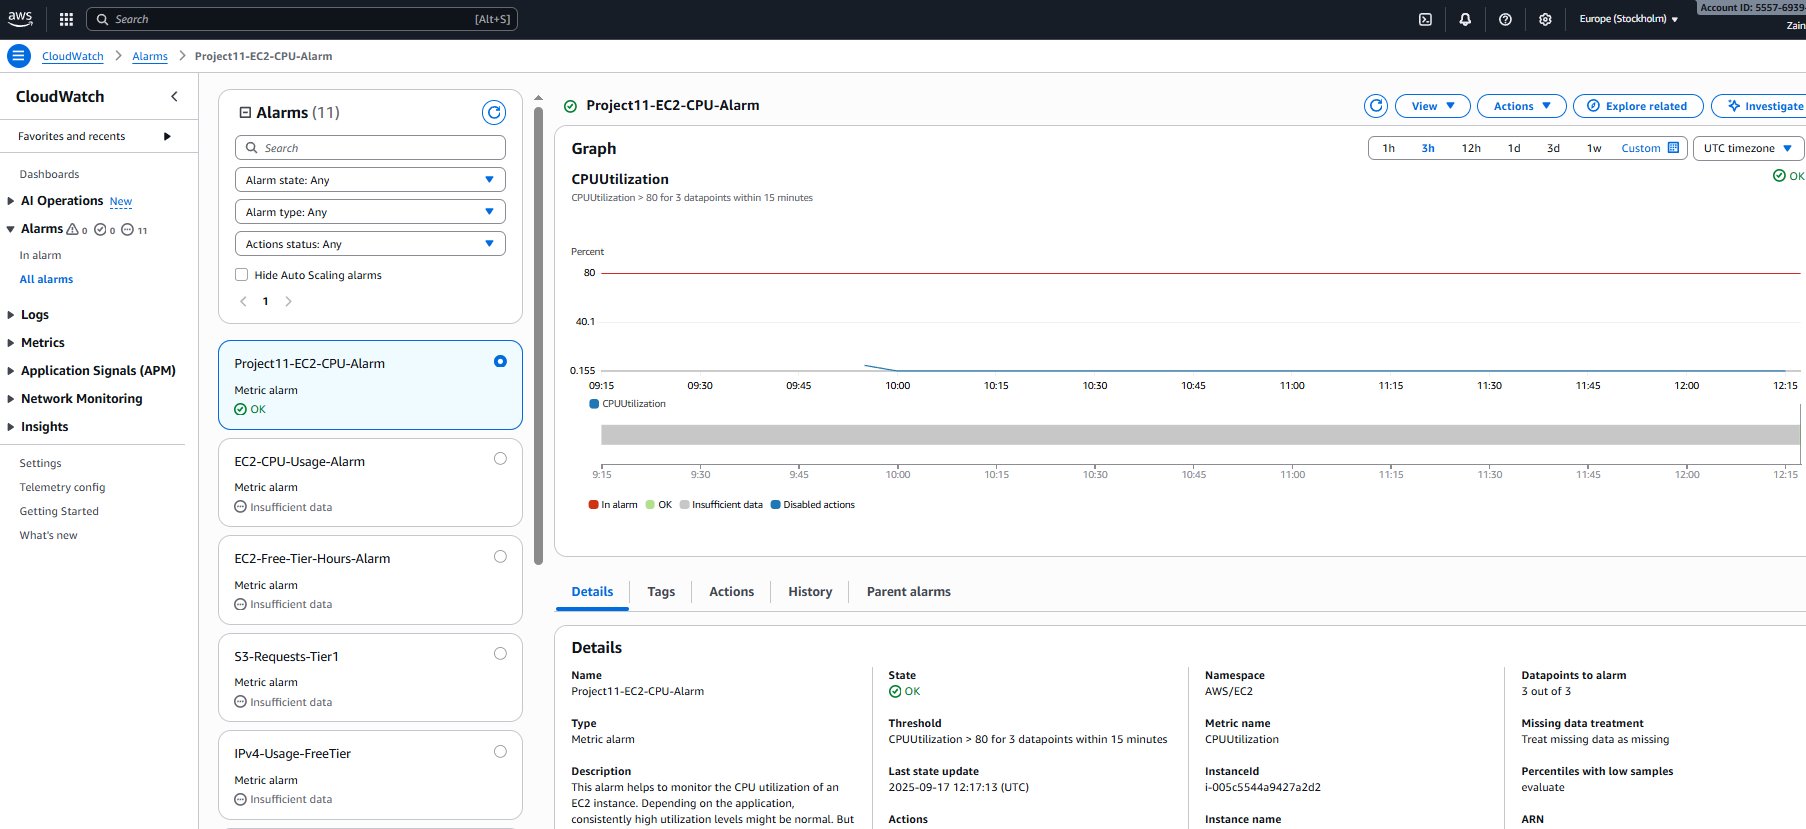 aws
Search [Alt+S]
Europe (Stockholm)
Account ID: 5557-6939-
Zain
CloudWatch > Alarms > Project11-EC2-CPU-Alarm
CloudWatch
Favorites and recents
Dashboards
AI Operations New
Alarms 0 0 11
In alarm
All alarms
Logs
Metrics
Application Signals (APM)
Network Monitoring
Insights
Settings
Telemetry config
Getting Started
What's new
Alarms (11)
Search
Alarm state: Any
Alarm type: Any
Actions status: Any
Hide Auto Scaling alarms
1
Project11-EC2-CPU-Alarm
Metric alarm
OK
EC2-CPU-Usage-Alarm
Metric alarm
Insufficient data
EC2-Free-Tier-Hours-Alarm
Metric alarm
Insufficient data
S3-Requests-Tier1
Metric alarm
Insufficient data
IPv4-Usage-FreeTier
Metric alarm
Insufficient data
Project11-EC2-CPU-Alarm
View Actions Explore related Investigate
Graph
1h 3h 12h 1d 3d 1w Custom UTC timezone
CPUUtilization
OK
CPUUtilization > 80 for 3 datapoints within 15 minutes
Percent
80
40.1
0.155
09:15 09:30 09:45 10:00 10:15 10:30 10:45 11:00 11:15 11:30 11:45 12:00 12:15
CPUUtilization
9:15 9:30 9:45 10:00 10:15 10:30 10:45 11:00 11:15 11:30 11:45 12:00 12:15
In alarm OK Insufficient data Disabled actions
Details Tags Actions History Parent alarms
Details
Name
Project11-EC2-CPU-Alarm
Type
Metric alarm
Description
This alarm helps to monitor the CPU utilization of an
EC2 instance. Depending on the application,
consistently high utilization levels might be normal. But
State
OK
Threshold
CPUUtilization > 80 for 3 datapoints within 15 minutes
Last state update
2025-09-17 12:17:13 (UTC)
Actions
Namespace
AWS/EC2
Metric name
CPUUtilization
InstanceId
i-005c5544a9427a2d2
Instance name
Datapoints to alarm
3 out of 3
Missing data treatment
Treat missing data as missing
Percentiles with low samples
evaluate
ARN